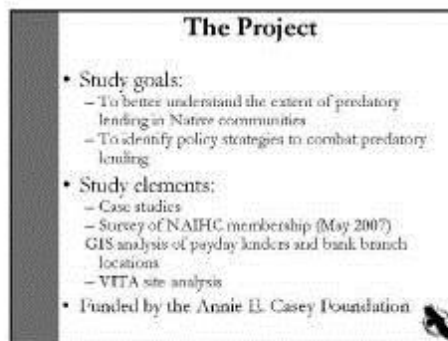 The Project
• Study goals:
– To better understand the extent of predatory
lending in Native communities
– To identify policy strategies to combat predatory
lending
• Study elements:
– Case studies
– Survey of NAIHC membership (May 2007)
GIS analysis of payday lenders and bank branch
locations
– VITA site analysis
• Funded by the Annie E. Casey Foundation